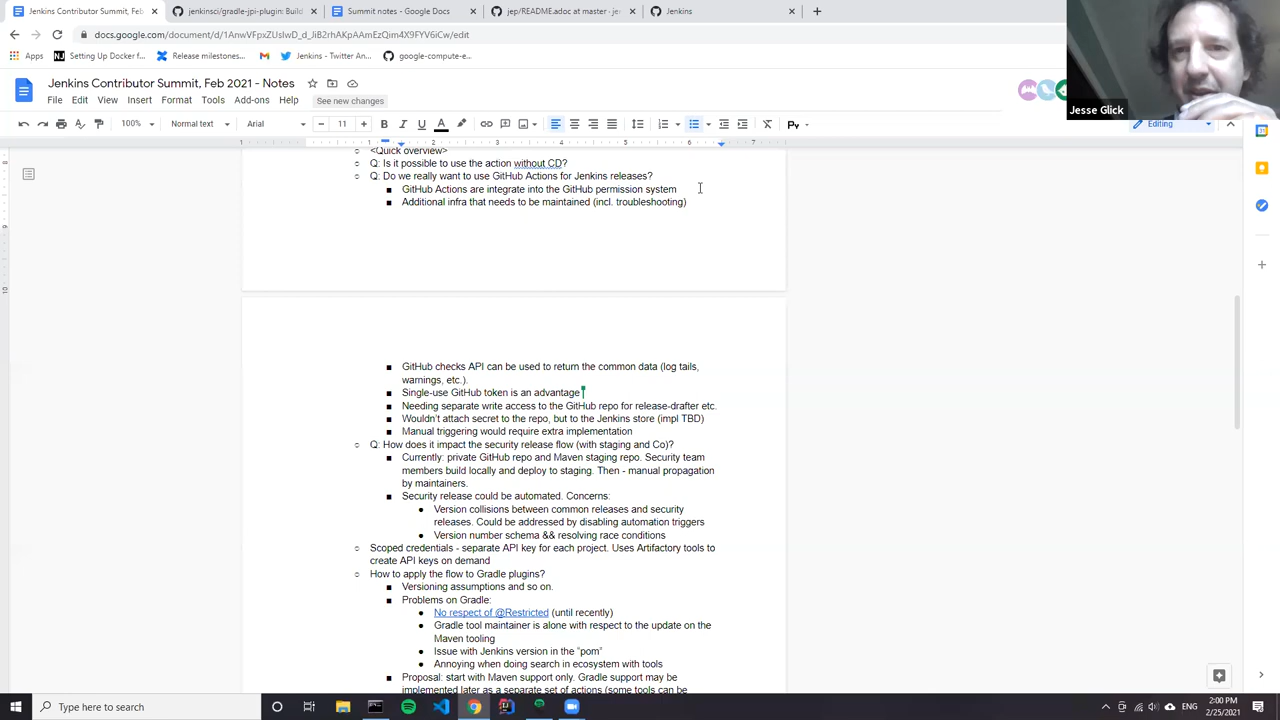 Jenkins Contributor Summit, Feb
jenkinsci/gradle-jpi-plugin: Build
Summit notes - Google Docs
jep/README.adoc at master · je
Jenkins
docs.google.com/document/d/1AnwVFpxZUslwD_d_JiB2rhAKpAAmEzQim4X9FYV6iCw/edit
Apps
Setting Up Docker f...
Release milestones...
Jenkins - Twitter An...
google-compute-e...
Jenkins Contributor Summit, Feb 2021 - Notes
File Edit View Insert Format Tools Add-ons Help See new changes
Jesse Glick
100% Normal text Arial 11 Editing
<Quick overview>
Q: Is it possible to use the action without CD?
Q: Do we really want to use GitHub Actions for Jenkins releases?
GitHub Actions are integrate into the GitHub permission system
Additional infra that needs to be maintained (incl. troubleshooting)
GitHub checks API can be used to return the common data (log tails,
warnings, etc.).
Single-use GitHub token is an advantage
Needing separate write access to the GitHub repo for release-drafter etc.
Wouldn't attach secret to the repo, but to the Jenkins store (impl TBD)
Manual triggering would require extra implementation
Q: How does it impact the security release flow (with staging and Co)?
Currently: private GitHub repo and Maven staging repo. Security team
members build locally and deploy to staging. Then - manual propagation
by maintainers.
Security release could be automated. Concerns:
Version collisions between common releases and security
releases. Could be addressed by disabling automation triggers
Version number schema && resolving race conditions
Scoped credentials - separate API key for each project. Uses Artifactory tools to
create API keys on demand
How to apply the flow to Gradle plugins?
Versioning assumptions and so on.
Problems on Gradle:
No respect of @Restricted (until recently)
Gradle tool maintainer is alone with respect to the update on the
Maven tooling
Issue with Jenkins version in the "pom"
Annoying when doing search in ecosystem with tools
Proposal: start with Maven support only. Gradle support may be
implemented later as a separate set of actions (some tools can be
Type here to search
ENG
2:00 PM
2/25/2021